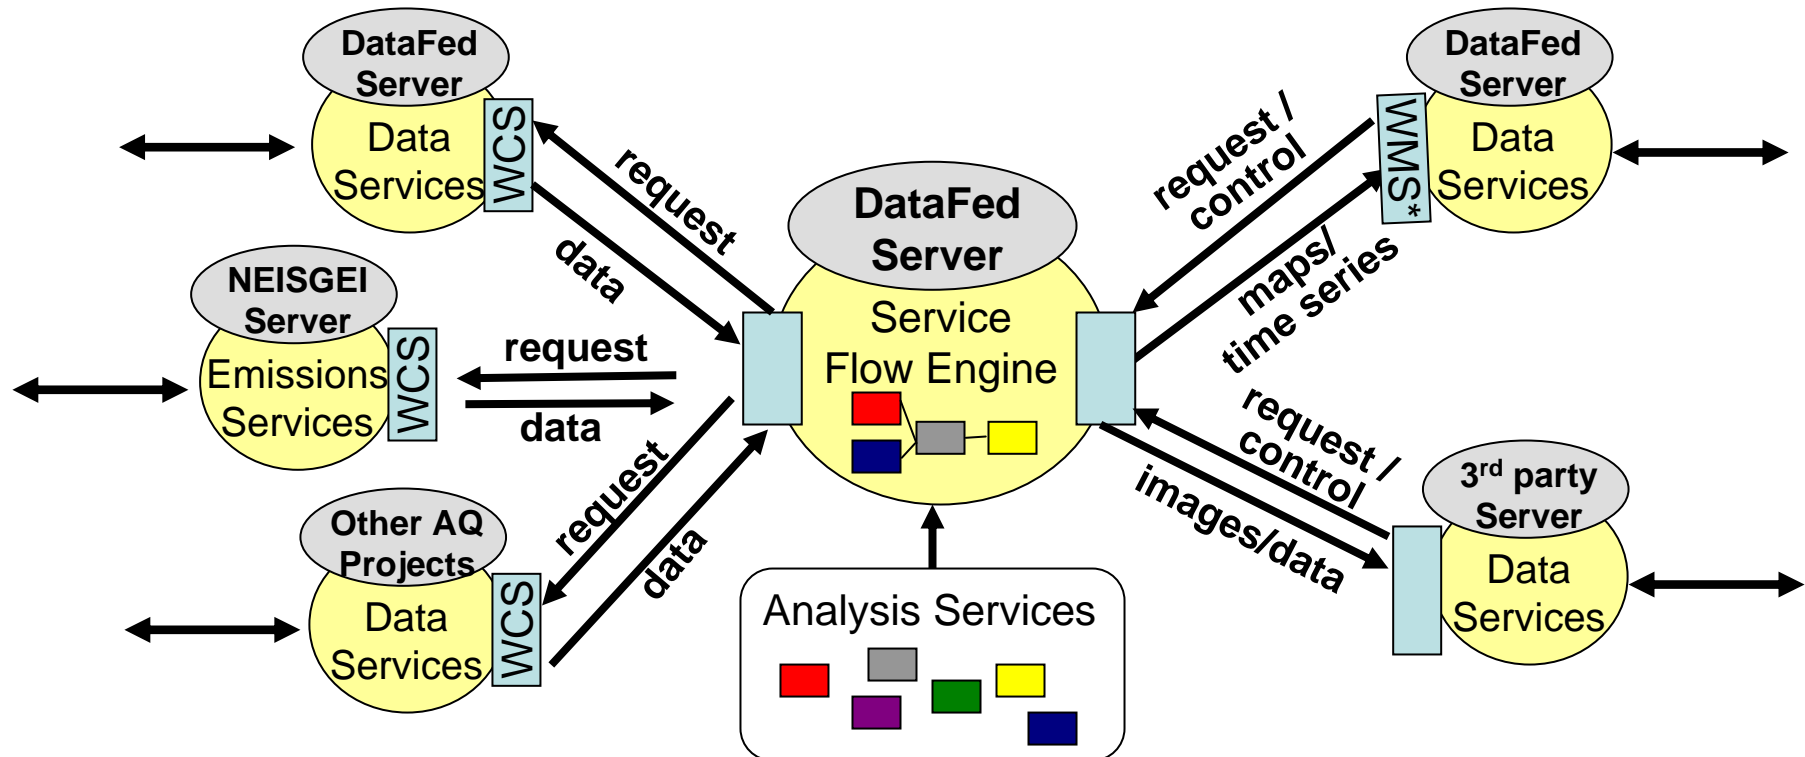 DataFed
Server
Data
Services
WCS
request
data
NEISGEI
Server
Emissions
Services
WCS
request
data
Other AQ
Projects
Data
Services
WCS
request
data
DataFed
Server
Service
Flow Engine
Analysis Services
request /
control
maps/
time series
WMS*
DataFed
Server
Data
Services
request /
control
images/data
3rd party
Server
Data
Services